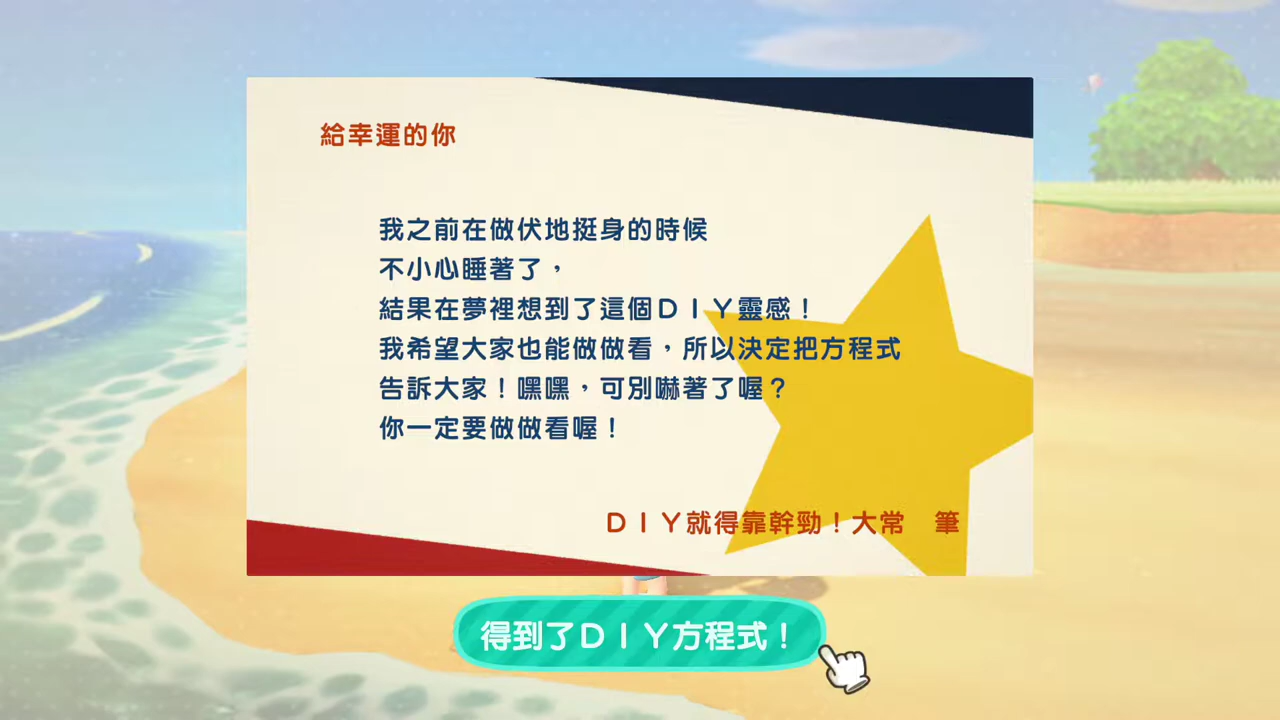 給幸運的你
我之前在做伏地挺身的時候
不小心睡著了，
結果在夢裡想到了這個ＤＩＹ靈感！
我希望大家也能做做看，所以決定把方程式
告訴大家！嘿嘿，可別嚇著了喔？
你一定要做做看喔！
ＤＩＹ就得靠幹勁！大常　筆
得到了ＤＩＹ方程式！